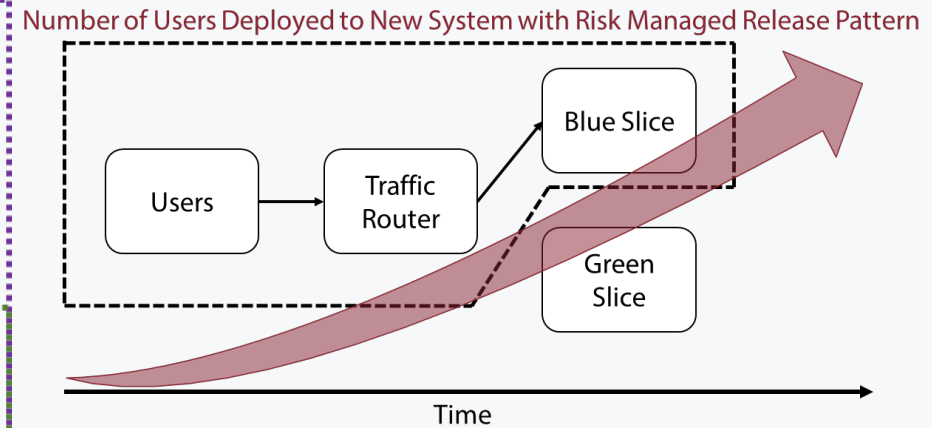 Number of Users Deployed to New System with Risk Managed Release Pattern
Blue Slice
Users
Traffic
Router
Green
Slice
Time